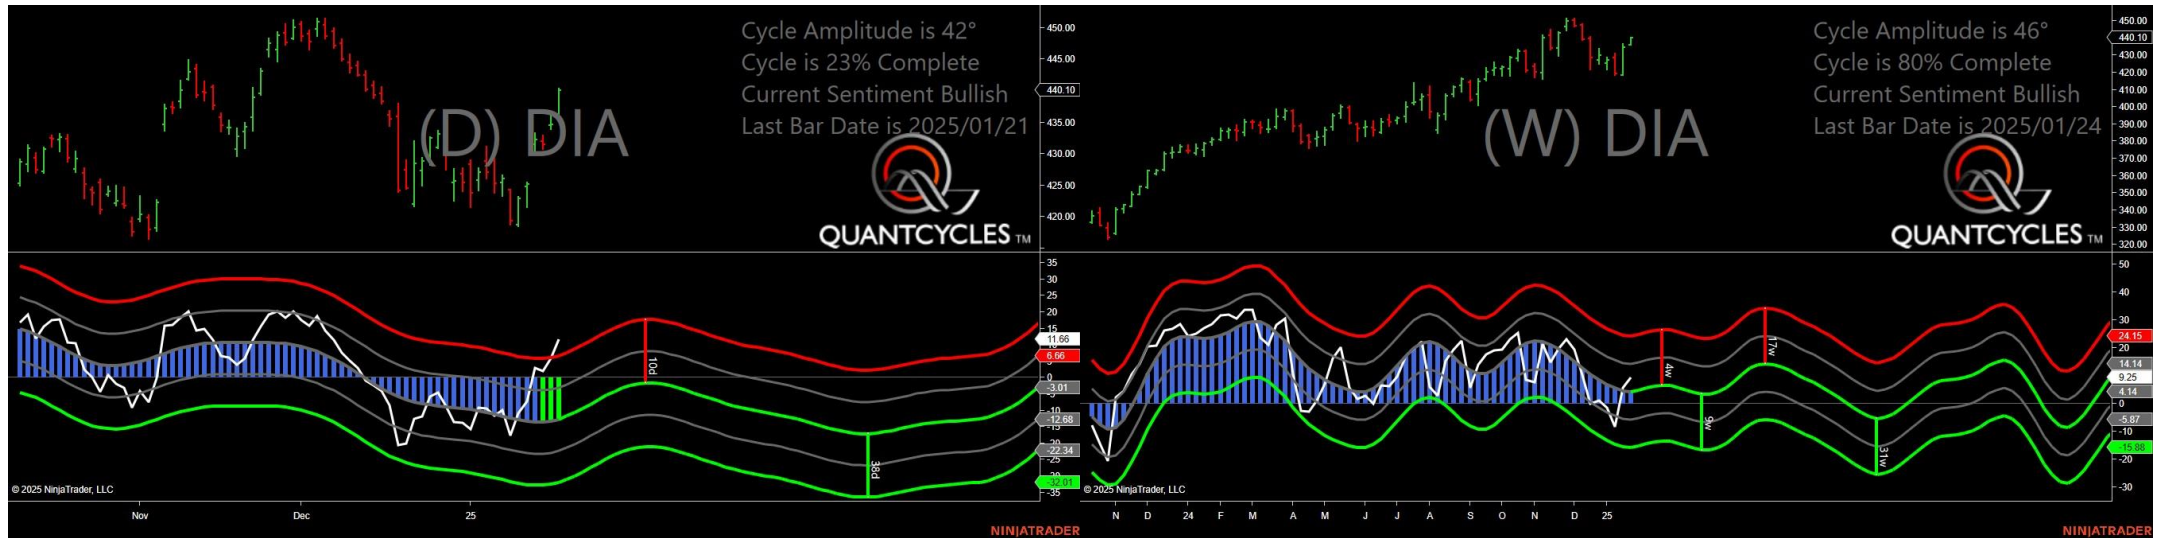 Cycle Amplitude is 42°
Cycle is 23% Complete
Current Sentiment Bullish
Last Bar Date is 2025/01/21
(D) DIA
QUANTCYCLES TM
450.00
445.00
440.10
435.00
430.00
425.00
420.00
35
30
25
20
15
11.66
6.66
0
-3.01
-10
-12.68
-15
-20
-22.34
-25
-32.01
-35
10d
38d
© 2025 NinjaTrader, LLC
Nov
Dec
25
NINJATRADER
Cycle Amplitude is 46°
Cycle is 80% Complete
Current Sentiment Bullish
Last Bar Date is 2025/01/24
(W) DIA
QUANTCYCLES TM
450.00
440.10
430.00
420.00
410.00
400.00
390.00
380.00
370.00
360.00
350.00
340.00
330.00
320.00
50
40
30
24.15
20
14.14
9.25
4.14
0
-5.87
-10
-15.88
-20
-30
4w
9w
17w
31w
© 2025 NinjaTrader, LLC
N D 24 F M A M J J A S O N D 25
NINJATRADER